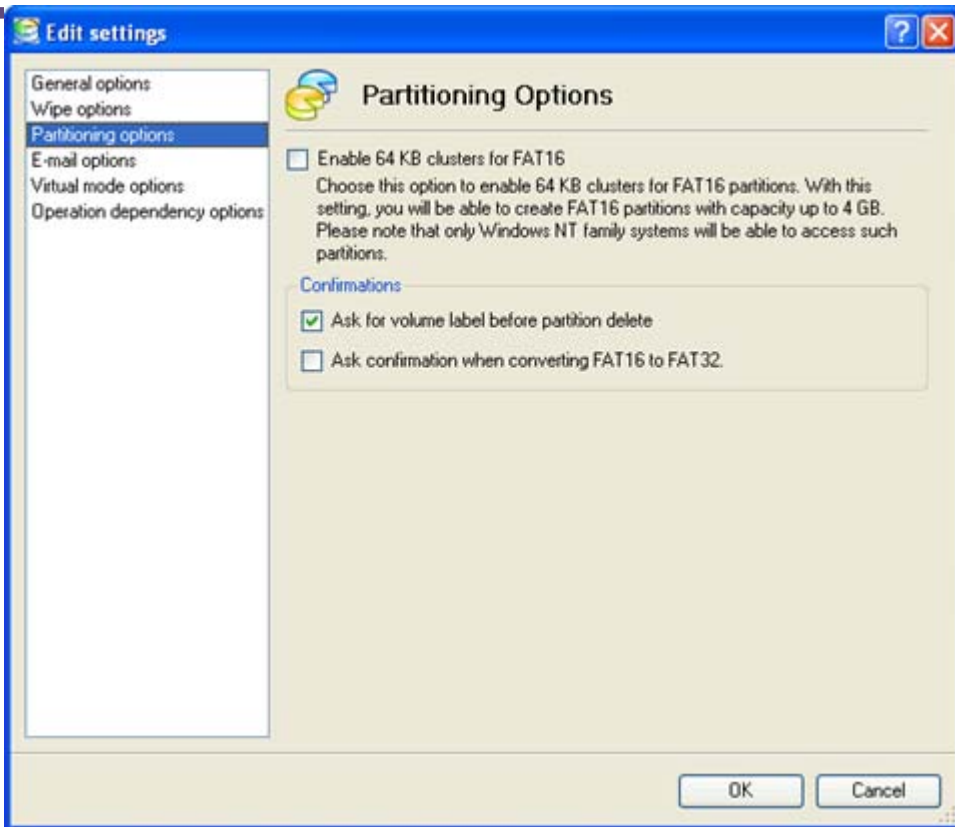 Edit settings
General options
Wipe options
Partitioning options
E-mail options
Virtual mode options
Operation dependency options
Partitioning Options
Enable 64 KB clusters for FAT16
Choose this option to enable 64 KB clusters for FAT16 partitions. With this
setting, you will be able to create FAT16 partitions with capacity up to 4 GB.
Please note that only Windows NT family systems will be able to access such
partitions.
Confirmations
Ask for volume label before partition delete
Ask confirmation when converting FAT16 to FAT32.
OK
Cancel